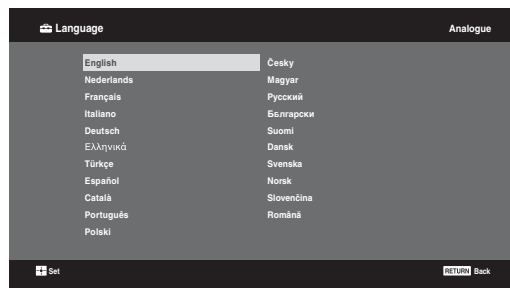 Language
Analogue
English
Nederlands
Français
Italiano
Deutsch
Ελληνικά
Türkçe
Español
Català
Português
Polski
Česky
Magyar
Русский
Български
Suomi
Dansk
Svenska
Norsk
Slovenčina
Română
Set
RETURN Back